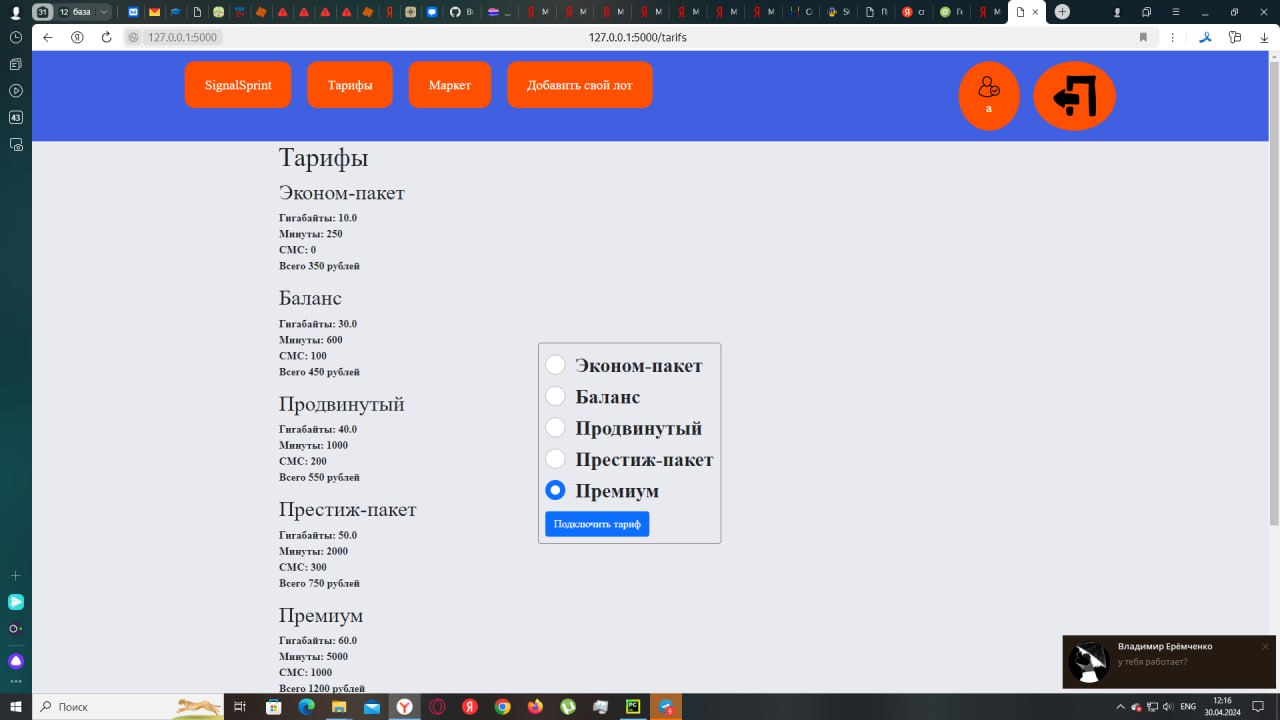 31
12 база
127.0.0.1:5000
127.0.0.1:5000/tarifs
43
SignalSprint
Тарифы
Маркет
Добавить свой лот
a
Тарифы
Эконом-пакет
Гигабайты: 10.0
Минуты: 250
СМС: 0
Всего 350 рублей
Баланс
Гигабайты: 30.0
Минуты: 600
СМС: 100
Всего 450 рублей
Продвинутый
Гигабайты: 40.0
Минуты: 1000
СМС: 200
Всего 550 рублей
Престиж-пакет
Гигабайты: 50.0
Минуты: 2000
СМС: 300
Всего 750 рублей
Премиум
Гигабайты: 60.0
Минуты: 5000
СМС: 1000
Всего 1200 рублей
Эконом-пакет
Баланс
Продвинутый
Престиж-пакет
Премиум
Подключить тариф
Владимир Ерёмченко
у тебя работает?
Поиск
ENG
12:16
30.04.2024